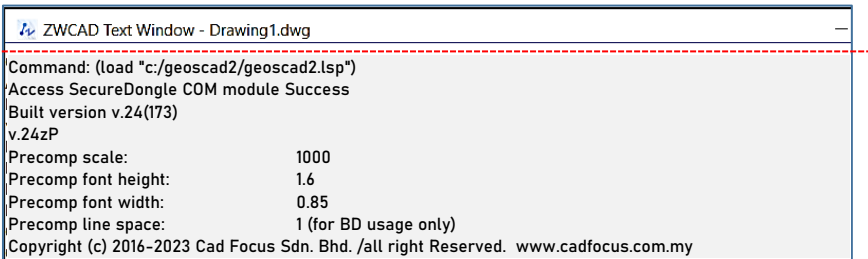 ZWCAD Text Window - Drawing1.dwg
Command: (load "c:/geoscad2/geoscad2.lsp")
Access SecureDongle COM module Success
Built version v.24(173)
v.24zP
Precomp scale: 1000
Precomp font height: 1.6
Precomp font width: 0.85
Precomp line space: 1 (for BD usage only)
Copyright (c) 2016-2023 Cad Focus Sdn. Bhd. /all right Reserved. www.cadfocus.com.my